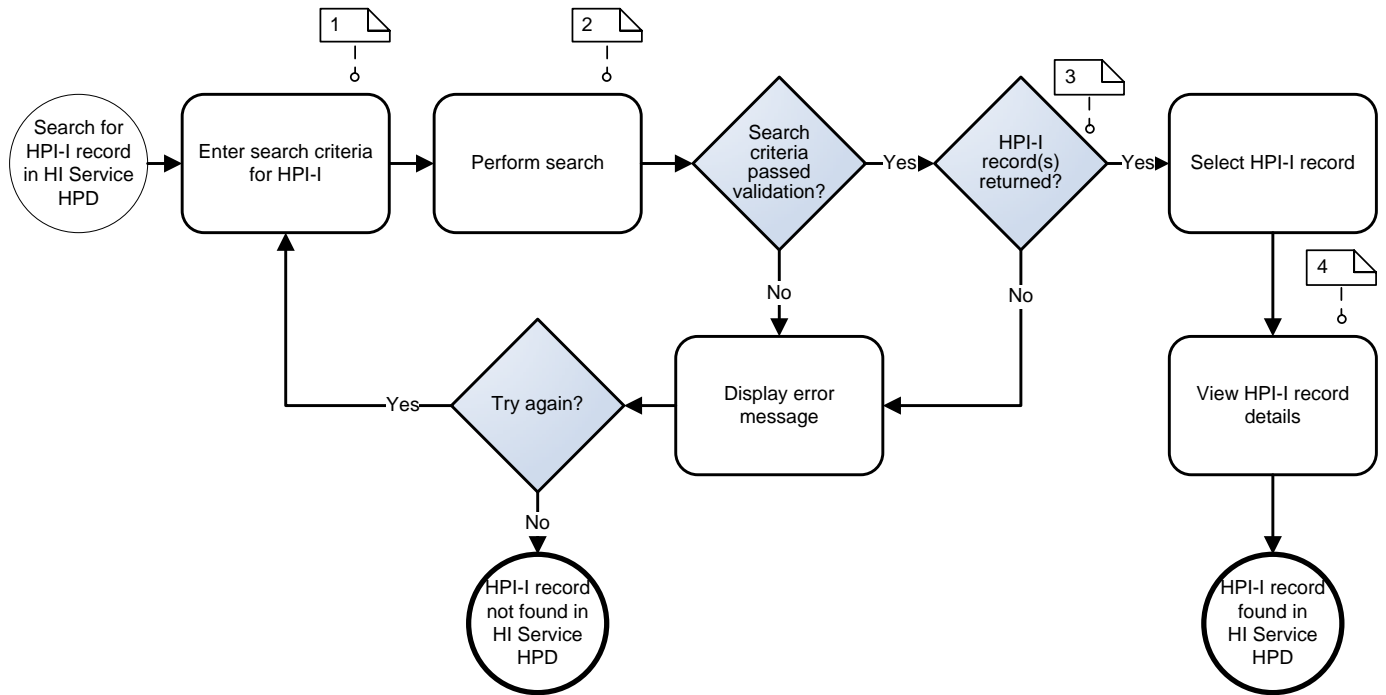 1
2
3
Search for
HPI-I record
in HI Service
HPD
Enter search criteria
for HPI-I
Perform search
Search
criteria
passed
validation?
Yes
HPI-I
record(s)
returned?
Yes
Select HPI-I record
4
No
No
Yes
Try again?
Display error
message
View HPI-I record
details
No
HPI-I record
not found in
HI Service
HPD
HPI-I record
found in
HI Service
HPD